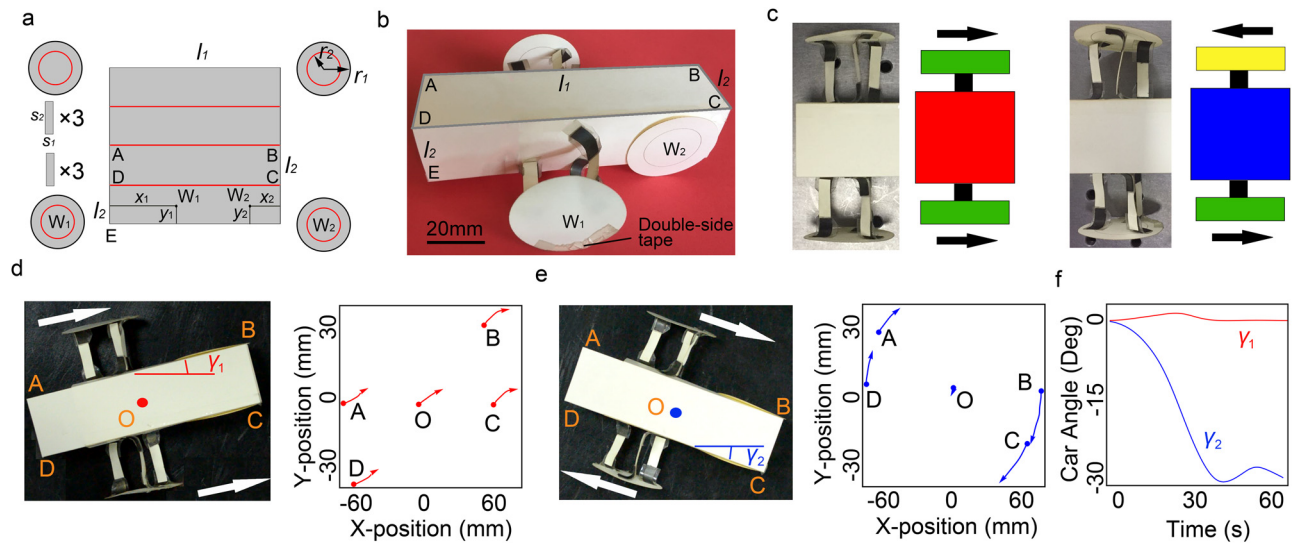 a
l1
r2
r1
s2
×3
s1
×3
A
B
D
C
l2
x1
W1
W2
x2
W1
l2
y1
y2
W2
E
b
A
l1
B
l2
D
C
l2
E
W2
W1
20mm
Double-side
tape
c
d
A
B
γ1
O
C
D
Y-position (mm)
30
0
-30
B
A
O
C
D
-60
0
60
X-position (mm)
e
A
O
B
D
γ2
C
Y-position (mm)
30
0
-30
A
D
O
B
C
-60
0
60
X-position (mm)
f
Car Angle (Deg)
0
-15
-30
γ1
γ2
0
30
60
Time (s)